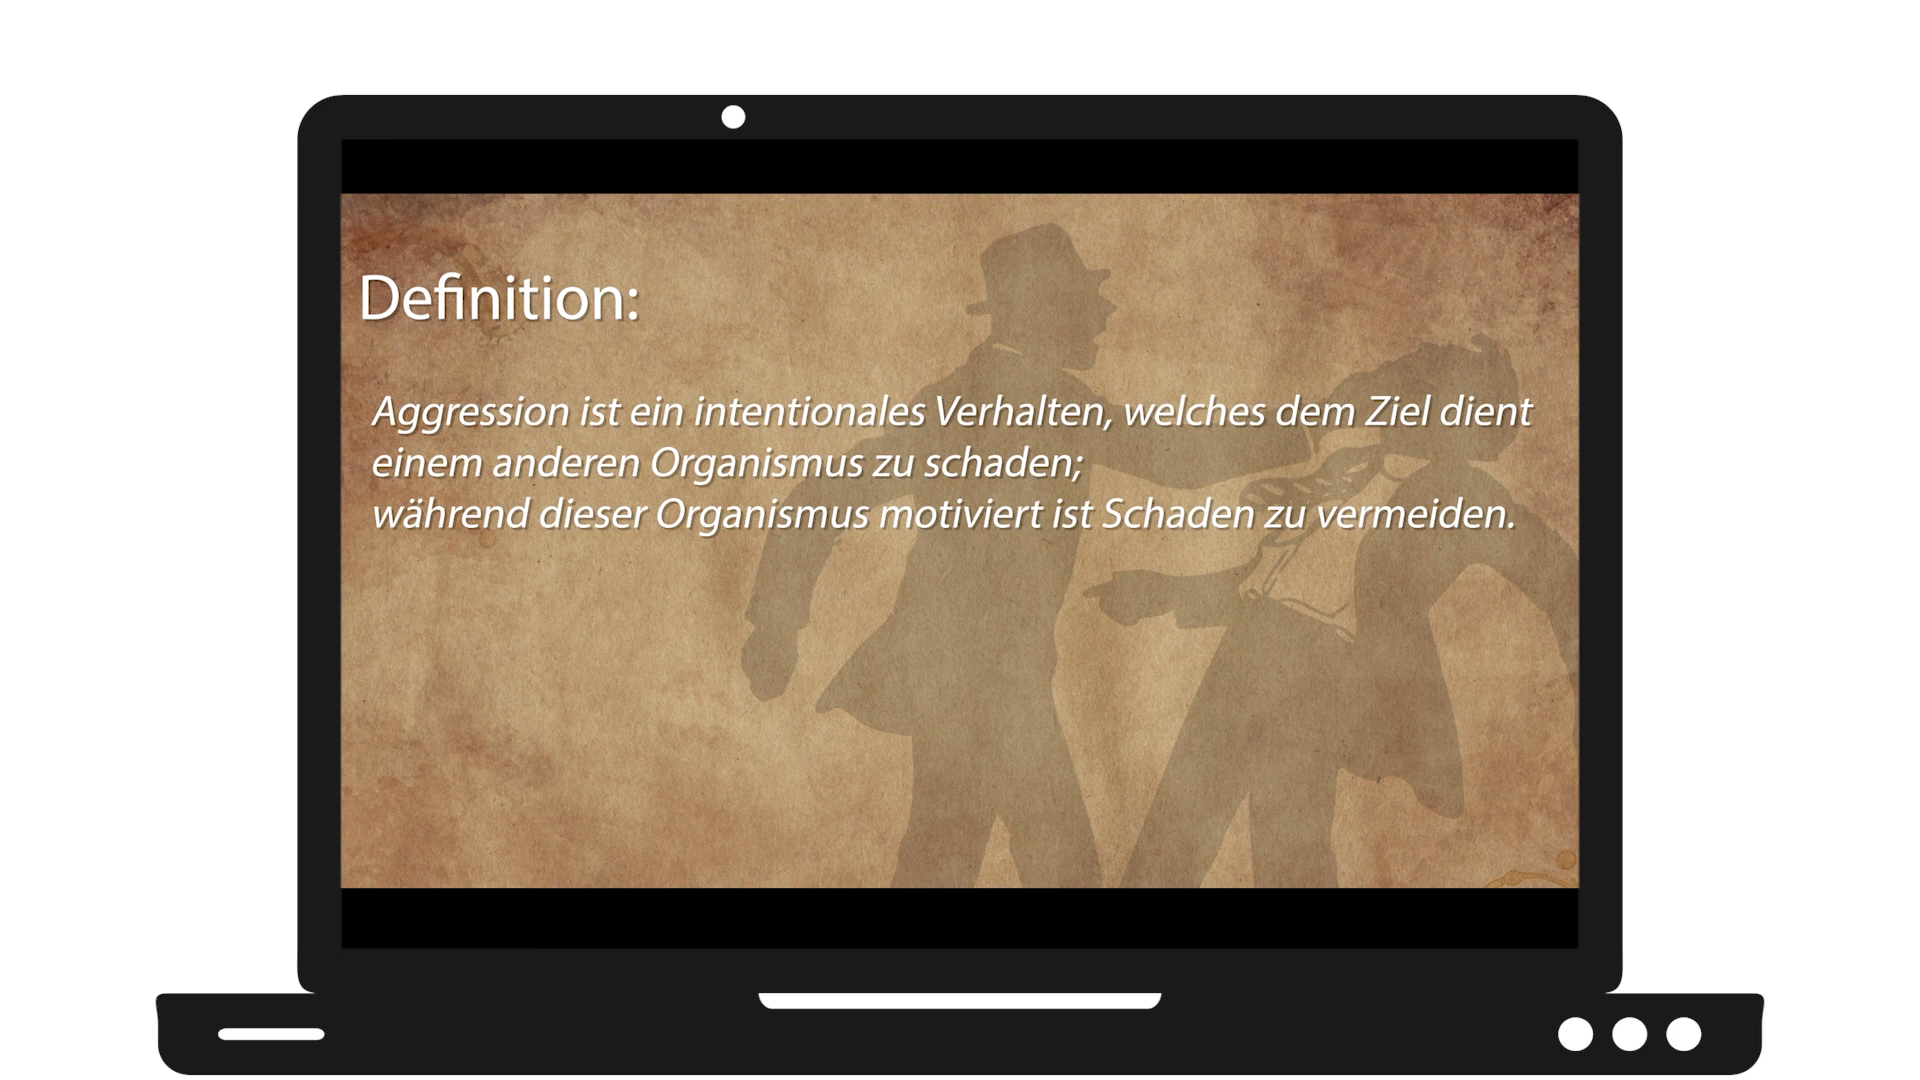 Definition:
Aggression ist ein intentionales Verhalten, welches dem Ziel dient
einem anderen Organismus zu schaden;
während dieser Organismus motiviert ist Schaden zu vermeiden.